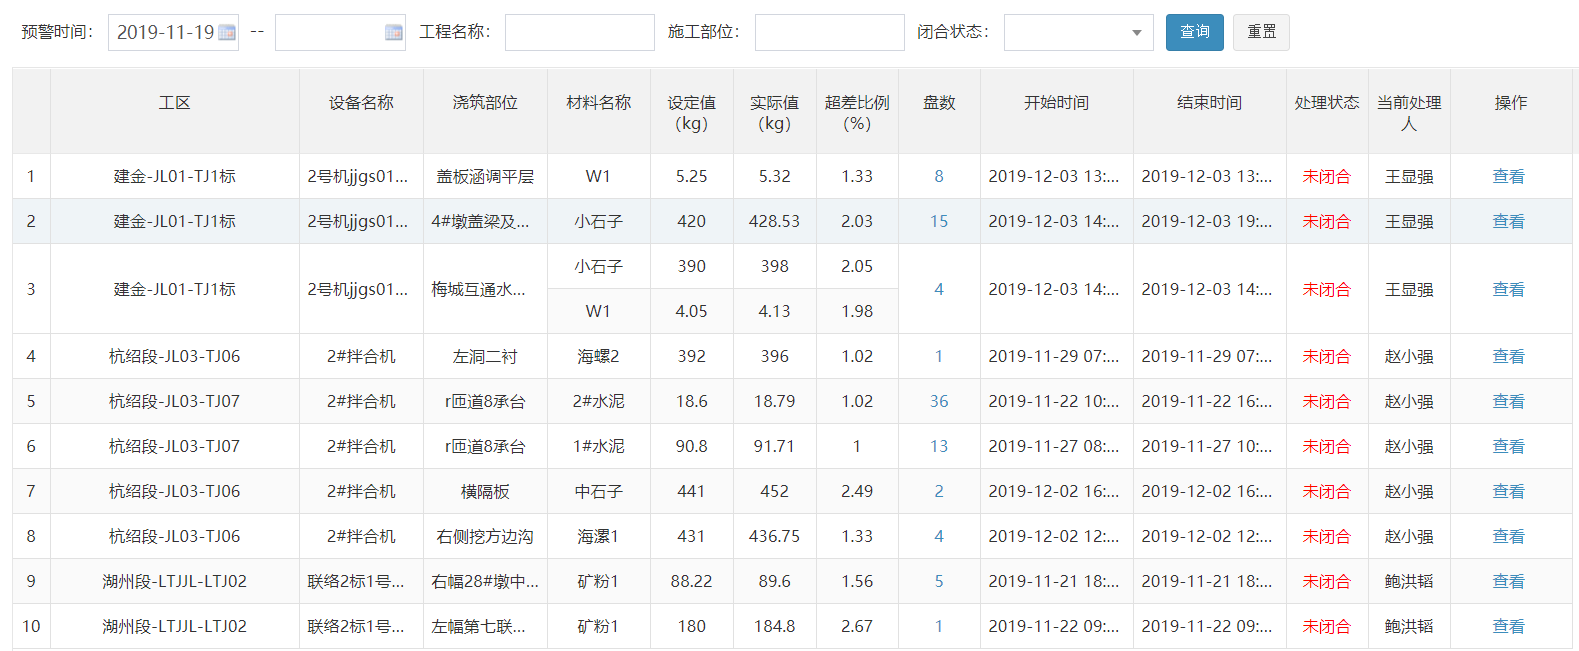 预警时间： 2019-11-19 -- 工程名称： 施工部位： 闭合状态： 查询 重置
工区 设备名称 浇筑部位 材料名称 设定值（kg） 实际值（kg） 超差比例（%） 盘数 开始时间 结束时间 处理状态 当前处理人 操作
1 建金-JL01-TJ1标 2号机jjgs01... 盖板涵调平层 W1 5.25 5.32 1.33 8 2019-12-03 13:... 2019-12-03 13:... 未闭合 王显强 查看
2 建金-JL01-TJ1标 2号机jjgs01... 4#墩盖梁及... 小石子 420 428.53 2.03 15 2019-12-03 14:... 2019-12-03 19:... 未闭合 王显强 查看
3 建金-JL01-TJ1标 2号机jjgs01... 梅城互通水... 小石子 390 398 2.05 4 2019-12-03 14:... 2019-12-03 14:... 未闭合 王显强 查看
W1 4.05 4.13 1.98
4 杭绍段-JL03-TJ06 2#拌合机 左洞二衬 海螺2 392 396 1.02 1 2019-11-29 07:... 2019-11-29 07:... 未闭合 赵小强 查看
5 杭绍段-JL03-TJ07 2#拌合机 r匝道8承台 2#水泥 18.6 18.79 1.02 36 2019-11-22 10:... 2019-11-22 16:... 未闭合 赵小强 查看
6 杭绍段-JL03-TJ07 2#拌合机 r匝道8承台 1#水泥 90.8 91.71 1 13 2019-11-27 08:... 2019-11-27 10:... 未闭合 赵小强 查看
7 杭绍段-JL03-TJ06 2#拌合机 横隔板 中石子 441 452 2.49 2 2019-12-02 16:... 2019-12-02 16:... 未闭合 赵小强 查看
8 杭绍段-JL03-TJ06 2#拌合机 右侧挖方边沟 海漯1 431 436.75 1.33 4 2019-12-02 12:... 2019-12-02 12:... 未闭合 赵小强 查看
9 湖州段-LTJJL-LTJ02 联络2标1号... 右幅28#墩中... 矿粉1 88.22 89.6 1.56 5 2019-11-21 18:... 2019-11-21 18:... 未闭合 鲍洪韬 查看
10 湖州段-LTJJL-LTJ02 联络2标1号... 左幅第七联... 矿粉1 180 184.8 2.67 1 2019-11-22 09:... 2019-11-22 09:... 未闭合 鲍洪韬 查看